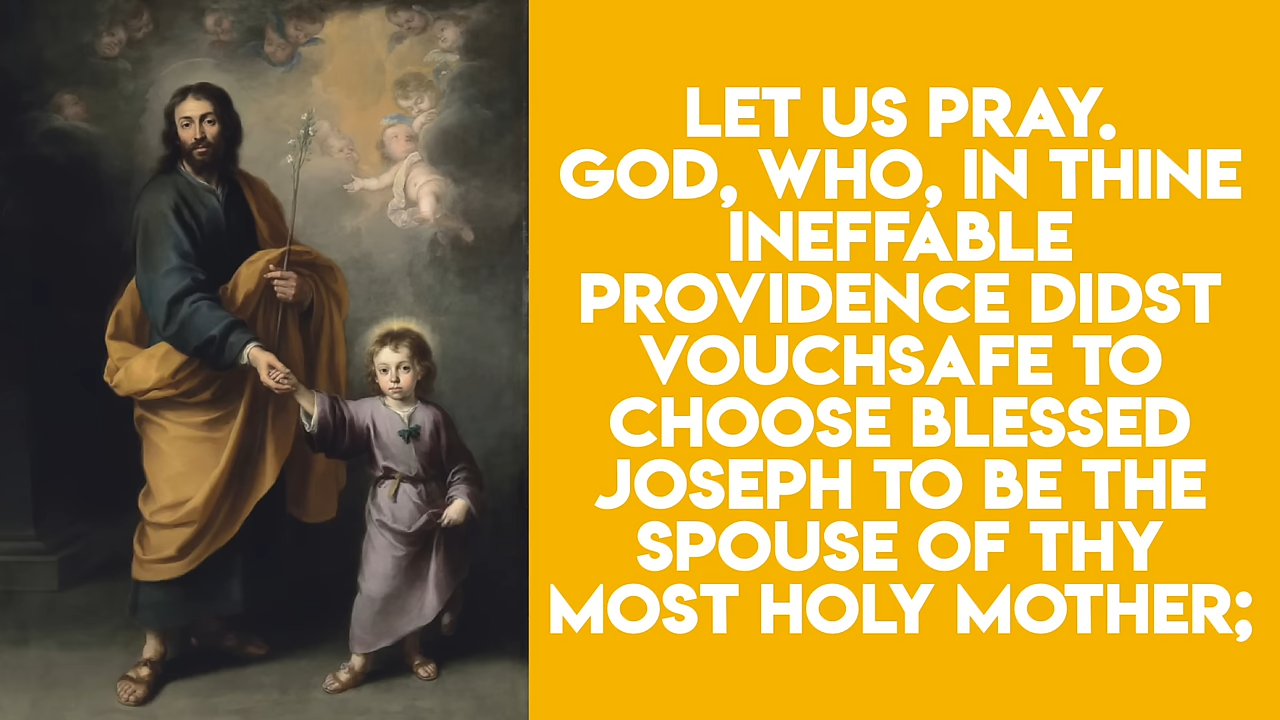 LET US PRAY.
GOD, WHO, IN THINE
INEFFABLE
PROVIDENCE DIDST
VOUCHSAFE TO
CHOOSE BLESSED
JOSEPH TO BE THE
SPOUSE OF THY
MOST HOLY MOTHER;